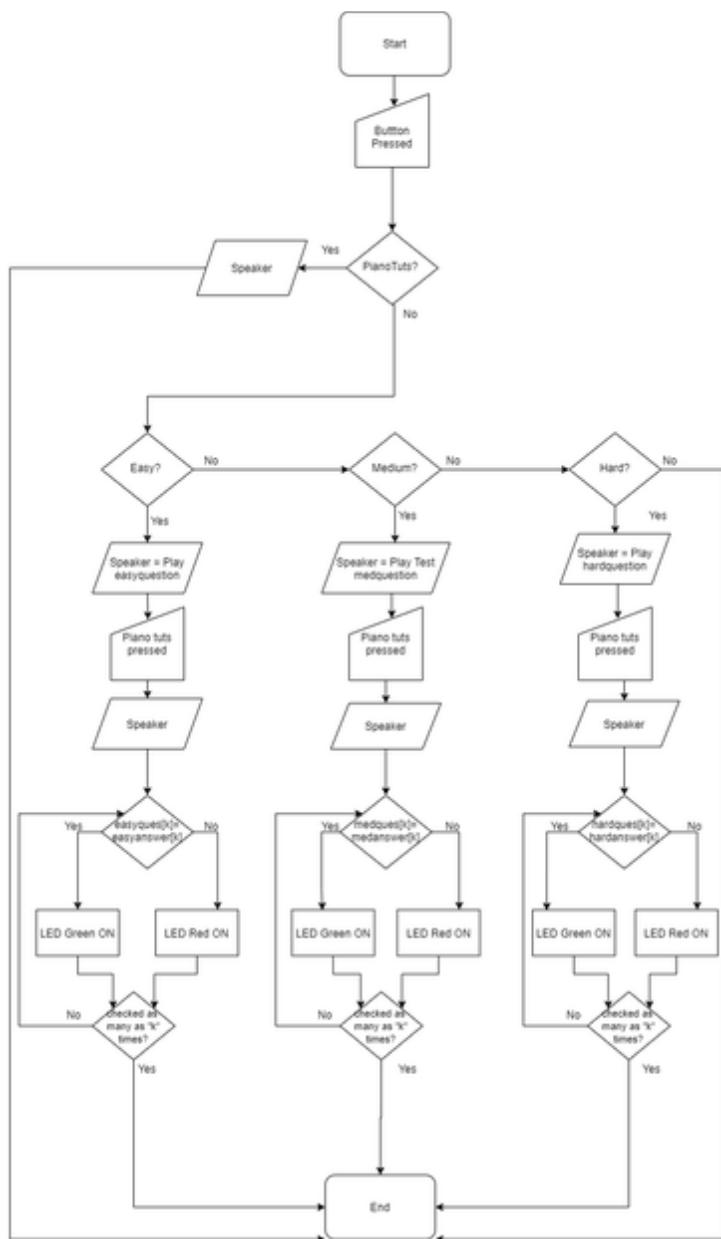 Start
Buttton
Pressed
Yes
Speaker
PianoTuts?
No
Easy?
No
Medium?
No
Hard?
No
Yes
Yes
Yes
Speaker = Play
easyquestion
Speaker = Play Test
medquestion
Speaker = Play
hardquestion
Piano tuts
pressed
Piano tuts
pressed
Piano tuts
pressed
Speaker
Speaker
Speaker
Yes
easyques[k]=
easyanswer[k]
No
Yes
medques[k]=
medanswer[k]
No
Yes
hardques[k]=
hardanswer[k]
No
LED Green ON
LED Red ON
LED Green ON
LED Red ON
LED Green ON
LED Red ON
No
checked as
many as "k"
times?
Yes
No
checked as
many as "k"
times?
Yes
No
checked as
many as "k"
times?
Yes
End